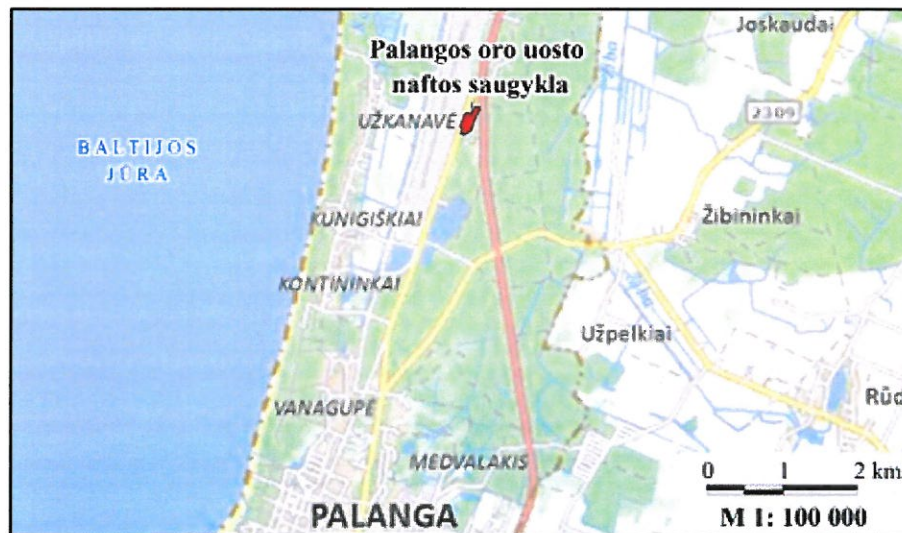 Joskaudai
Palangos oro uosto
naftos saugykla
UŽKANAVĖ
2309
BALTIJOS
JŪRA
KUNIGIŠKIAI
Žibininkai
KONTININKAI
Užpelkiai
VANAGUPĖ
Rūd
MEDVALAKIS
0 1 2 km
PALANGA
M 1: 100 000